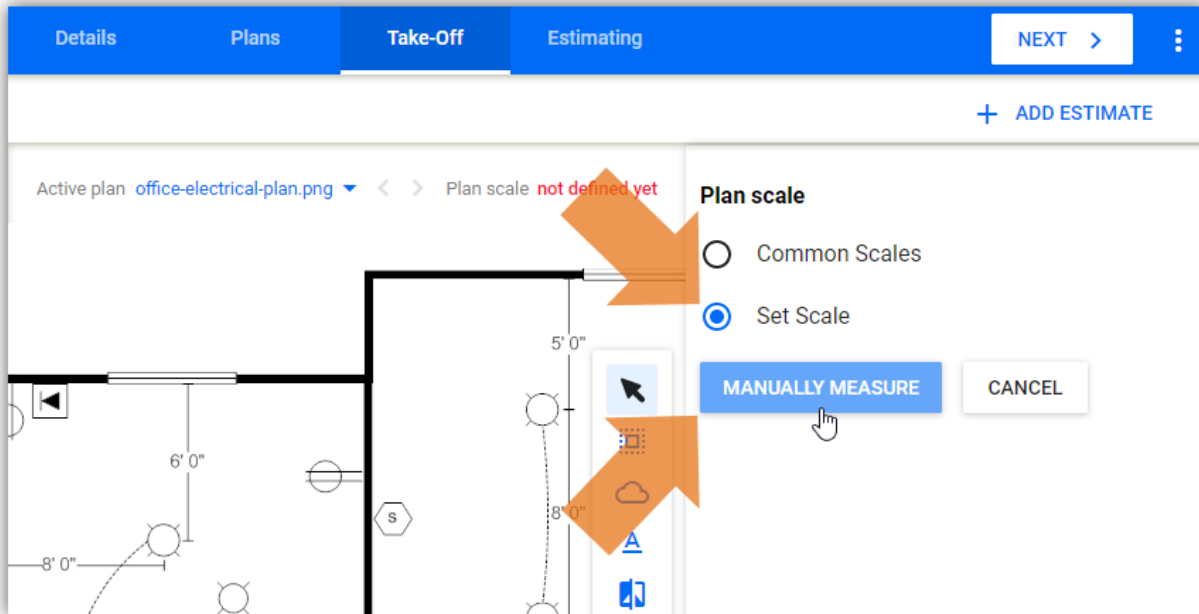 Details Plans Take-Off Estimating NEXT
+ ADD ESTIMATE
Active plan office-electrical-plan.png Plan scale not defined yet
Plan scale
Common Scales
Set Scale
MANUALLY MEASURE CANCEL
5' 0"
6' 0"
S
8' 0"
A
8' 0"